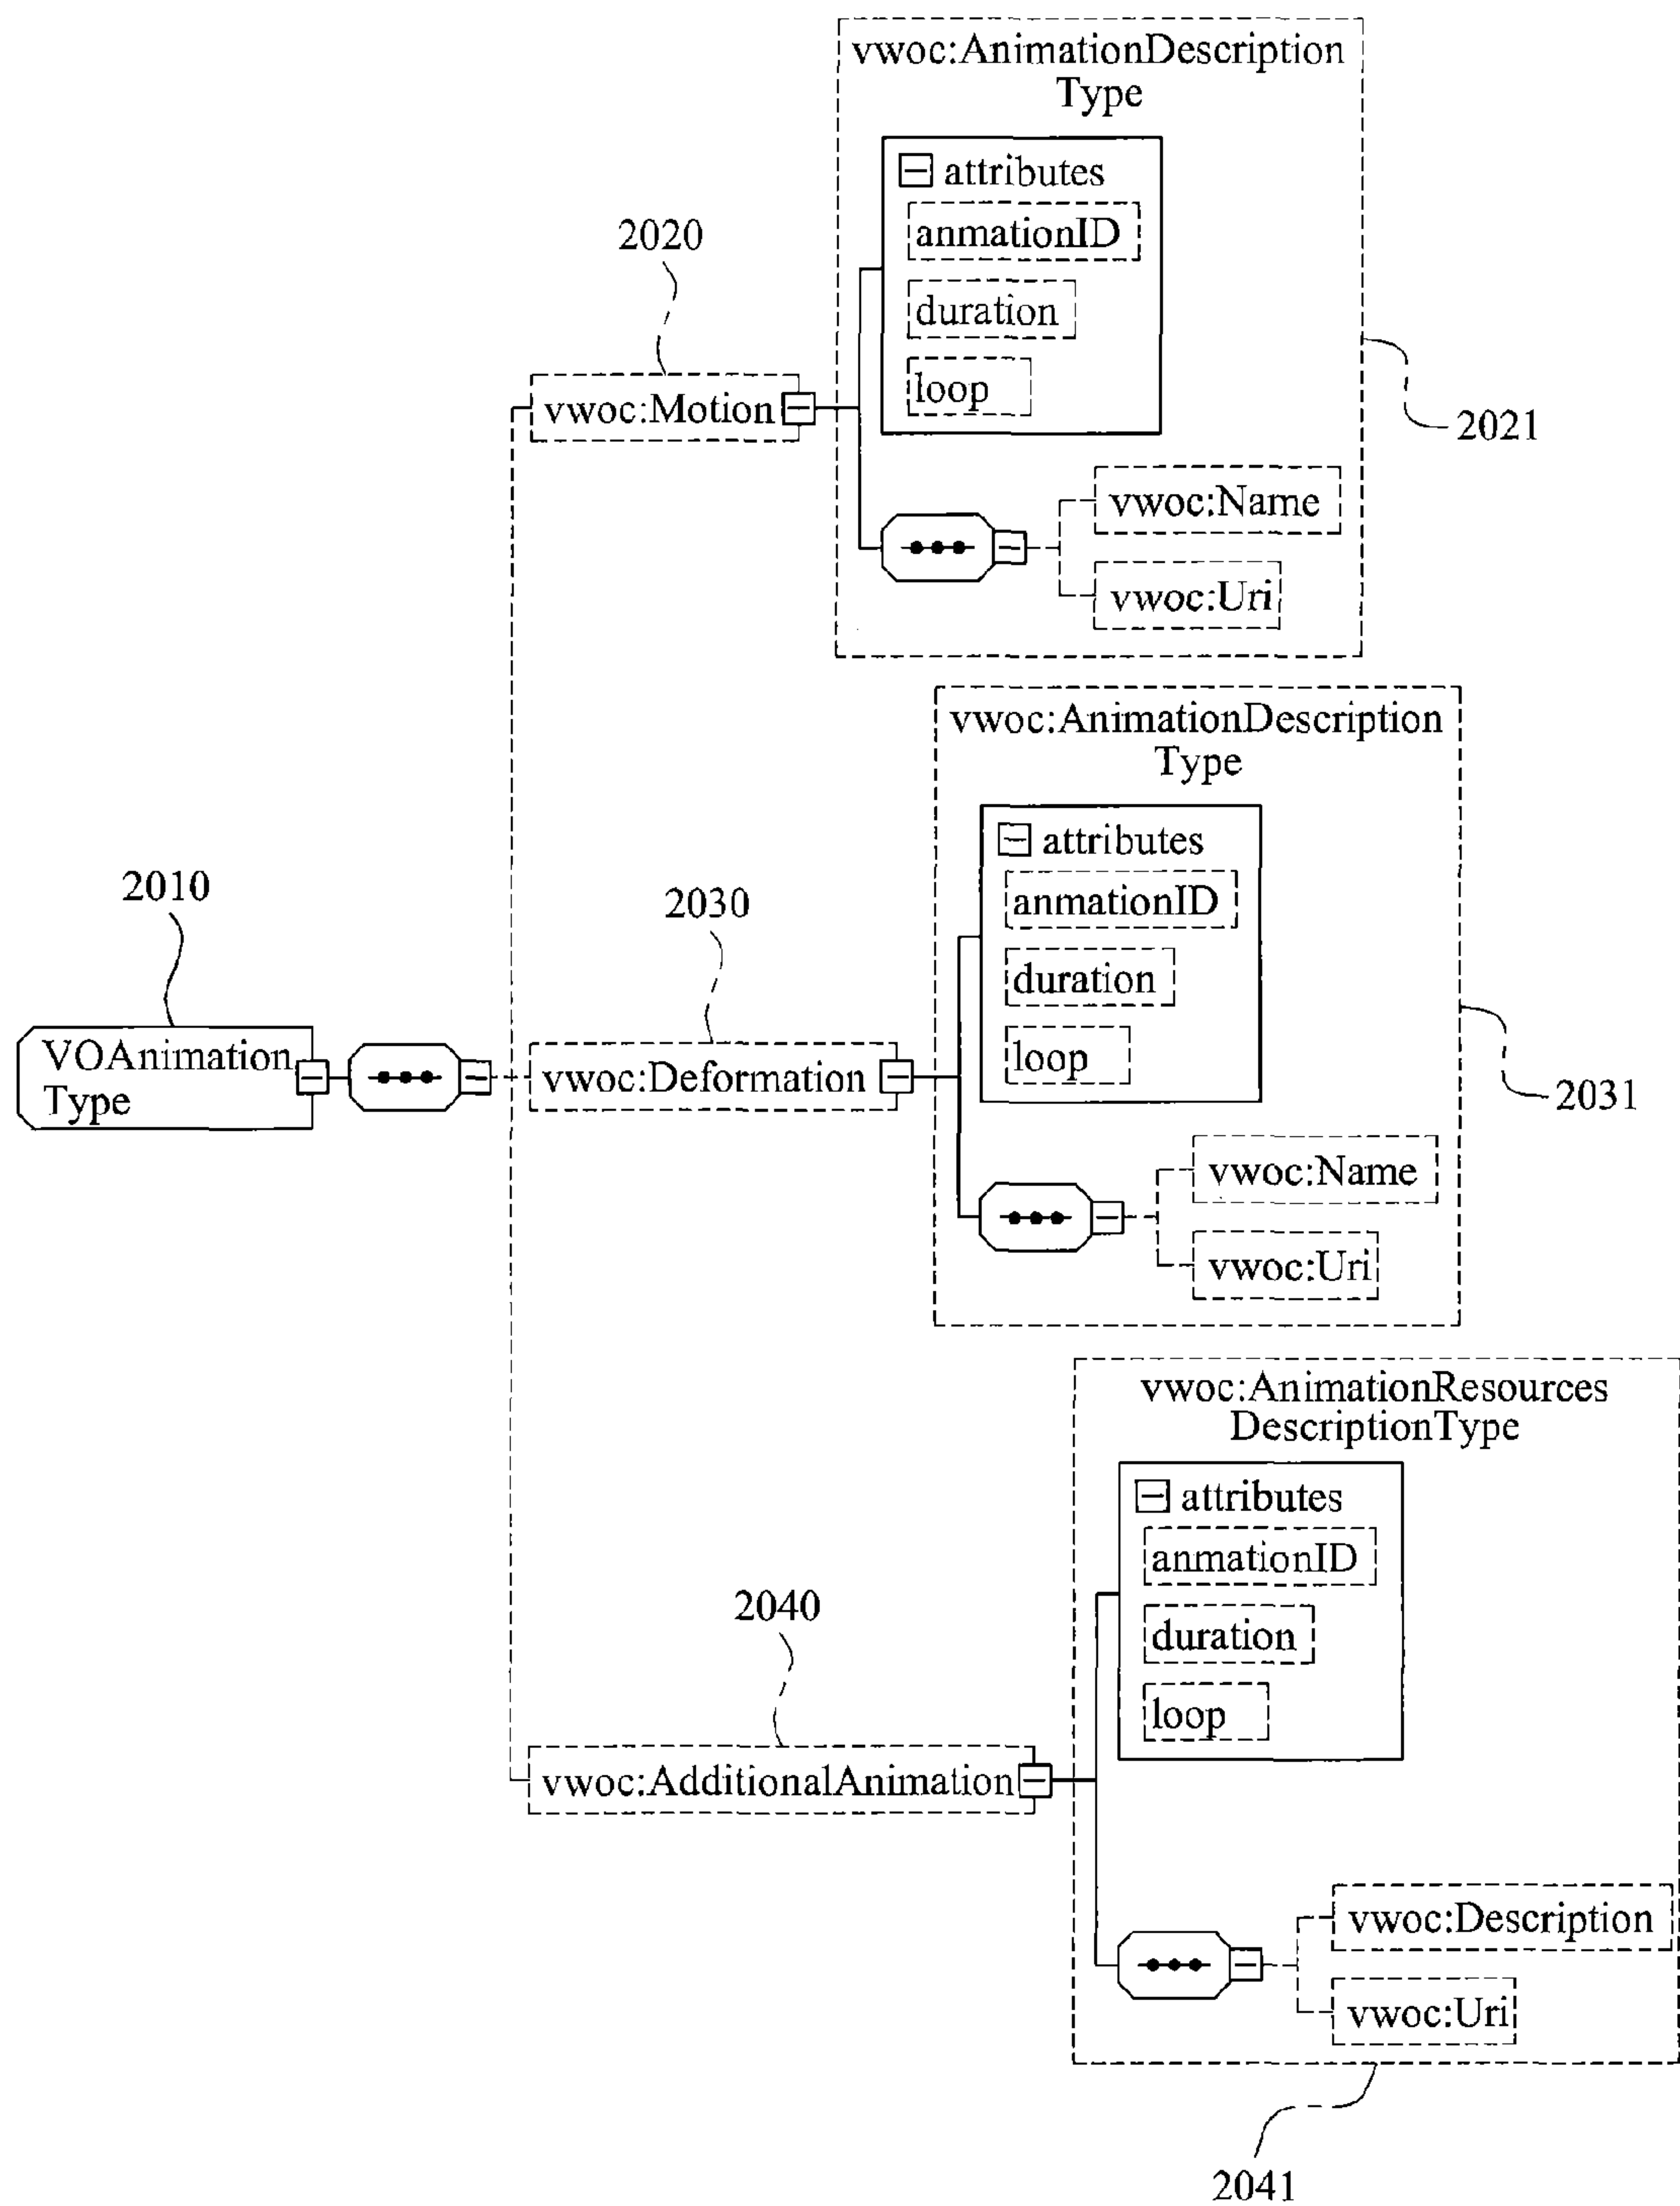 vwoc:AnimationDescription
Type
attributes
anmationID
duration
loop
2020
vwoc:Motion
2021
vwoc:Name
vwoc:Uri
vwoc:AnimationDescription
Type
attributes
anmationID
duration
loop
2010
2030
VOAnimation
Type
vwoc:Deformation
2031
vwoc:Name
vwoc:Uri
vwoc:AnimationResources
DescriptionType
attributes
anmationID
duration
loop
2040
vwoc:AdditionalAnimation
vwoc:Description
vwoc:Uri
2041